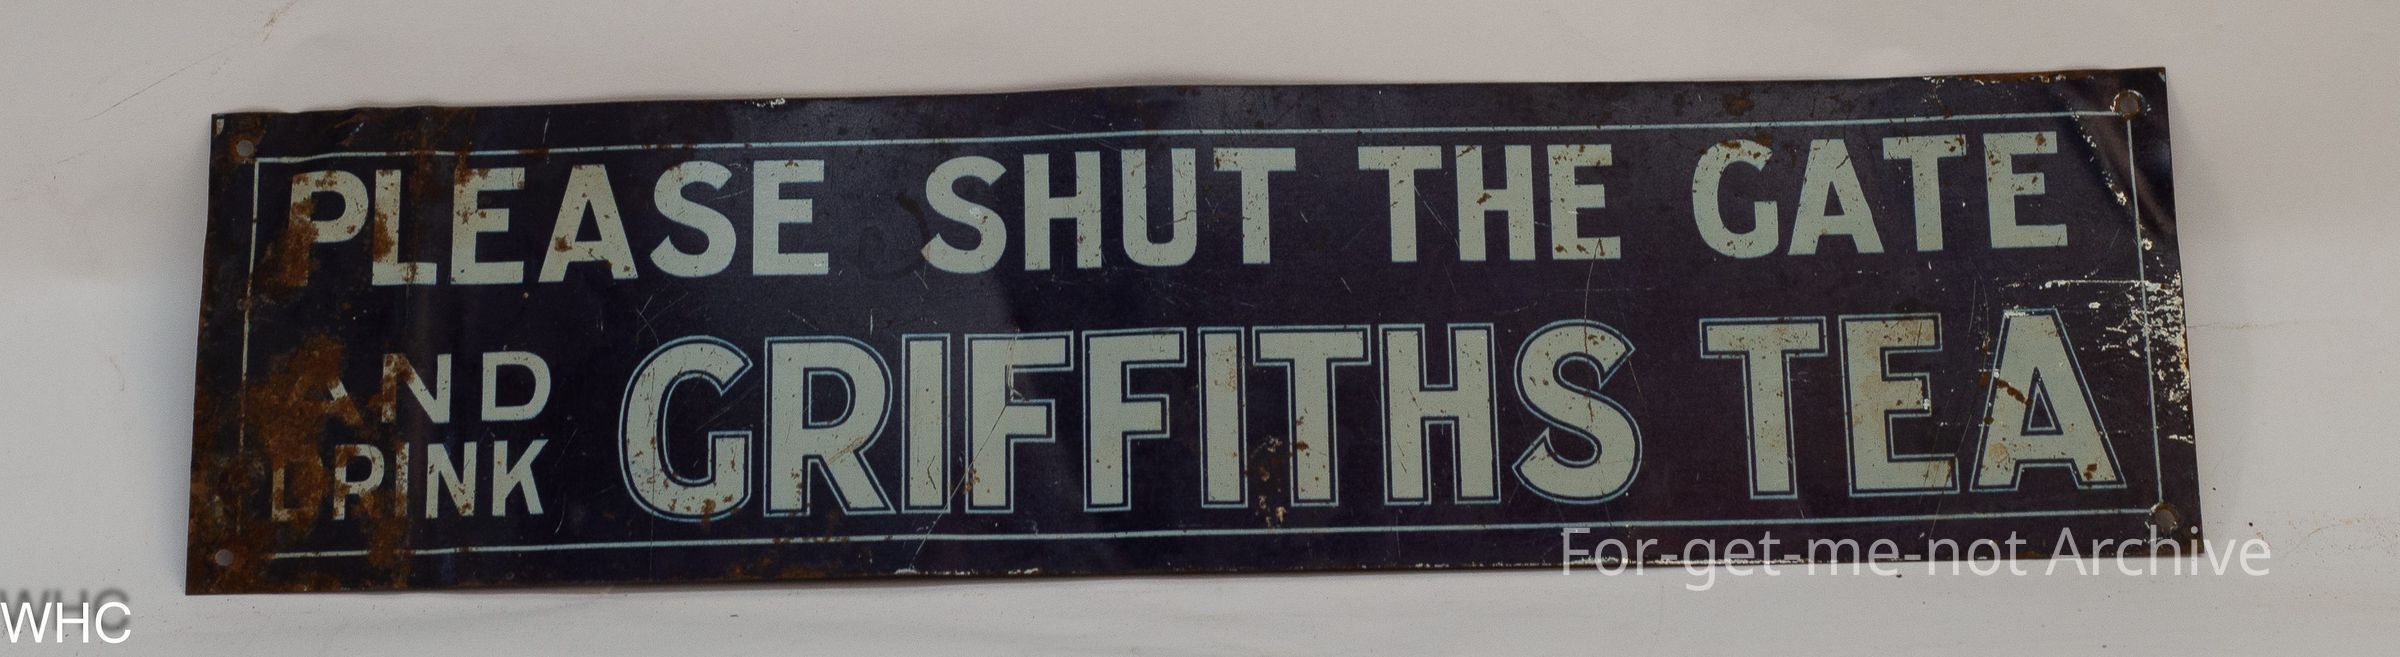 PLEASE SHUT THE GATE
AND
DRINK
GRIFFITHS TEA
For-get-me-not Archive
WHC